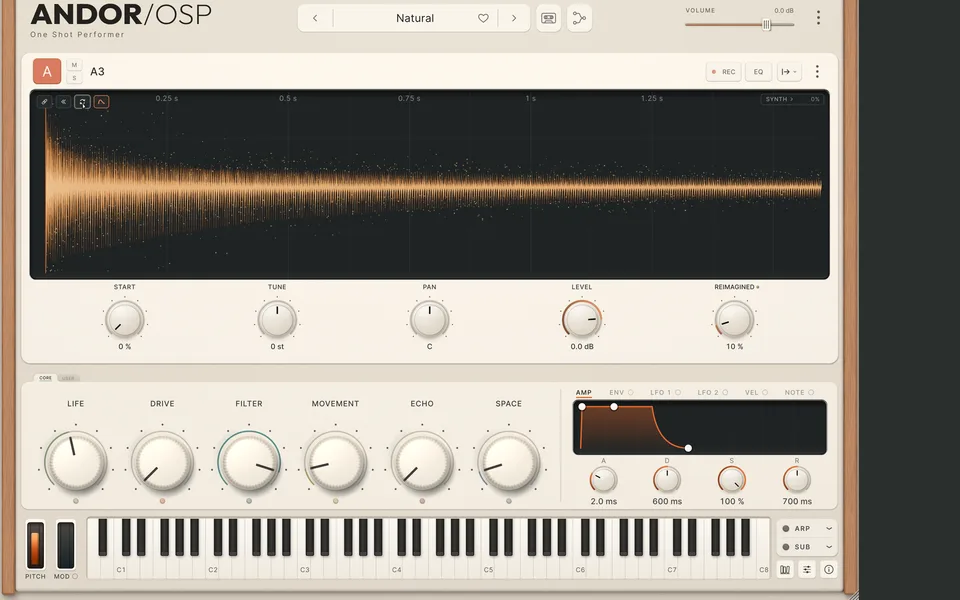 ANDOR/OSP
One Shot Performer
Natural
VOLUME 0.0 dB
A
M
S
A3
REC
EQ
0.25 s 0.5 s 0.75 s 1 s 1.25 s
SYNTH 0%
START TUNE PAN LEVEL REIMAGINED
0 % 0 st C 0.0 dB 10 %
CORE
LIFE DRIVE FILTER MOVEMENT ECHO SPACE
AMP ENV LFO 1 LFO 2 VEL NOTE
A D S R
2.0 ms 600 ms 100 % 700 ms
PITCH MOD
C1 C2 C3 C4 C5 C6 C7 C8
ARP
SUB